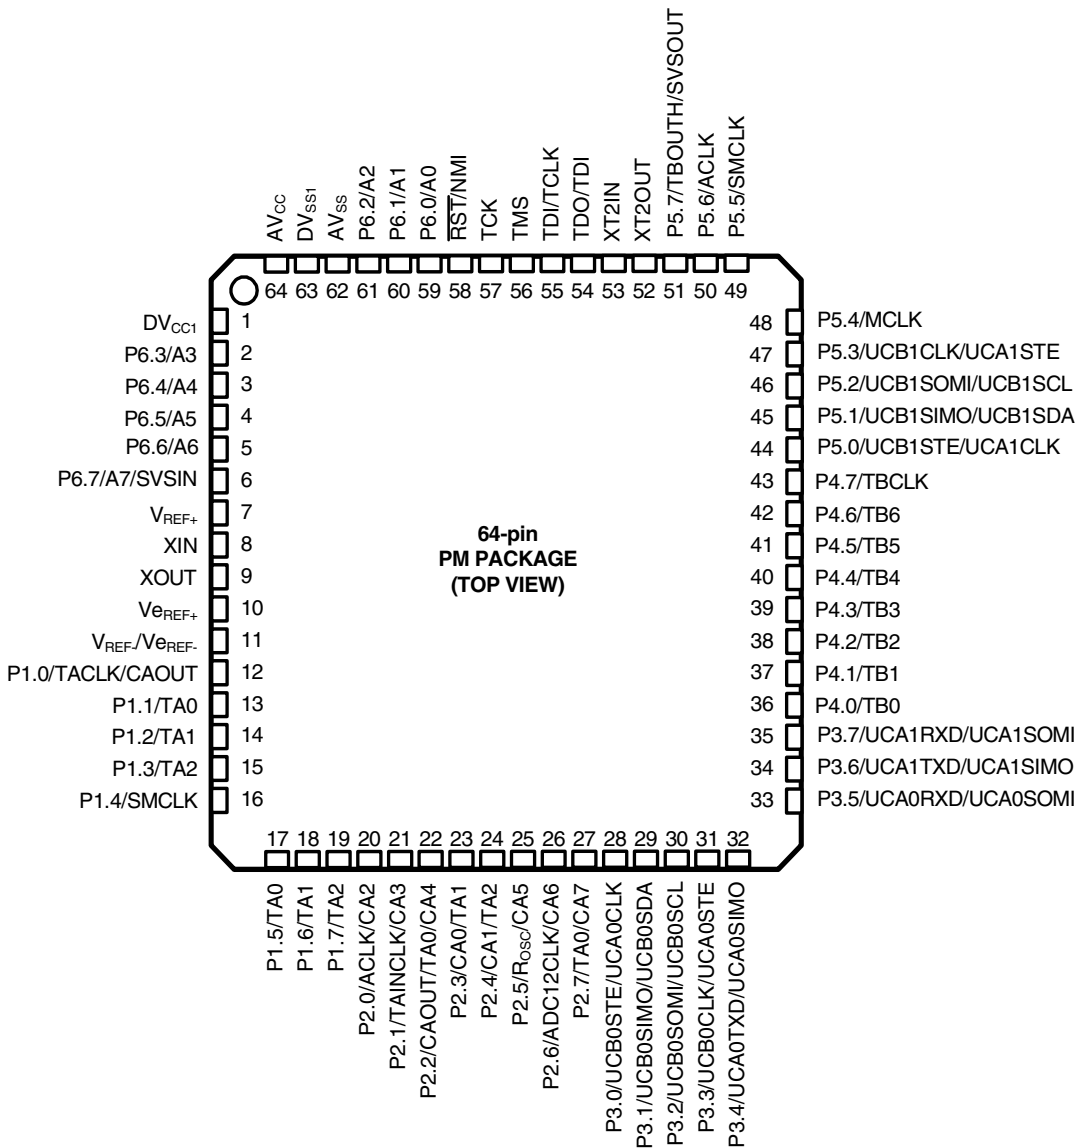 P5.7/TBOUTH/SVSOUT
P5.6/ACLK
P5.5/SMCLK
AVCC
DVSS1
AVSS
P6.2/A2
P6.1/A1
P6.0/A0
RST/NMI
TCK
TMS
TDI/TCLK
TDO/TDI
XT2IN
XT2OUT
64 63 62 61 60 59 58 57 56 55 54 53 52 51 50 49
DVCC1 1
P6.3/A3 2
P6.4/A4 3
P6.5/A5 4
P6.6/A6 5
P6.7/A7/SVSIN 6
VREF+ 7
XIN 8
XOUT 9
VeREF+ 10
VREF-/VeREF- 11
P1.0/TACLK/CAOUT 12
P1.1/TA0 13
P1.2/TA1 14
P1.3/TA2 15
P1.4/SMCLK 16
64-pin
PM PACKAGE
(TOP VIEW)
48 P5.4/MCLK
47 P5.3/UCB1CLK/UCA1STE
46 P5.2/UCB1SOMI/UCB1SCL
45 P5.1/UCB1SIMO/UCB1SDA
44 P5.0/UCB1STE/UCA1CLK
43 P4.7/TBCLK
42 P4.6/TB6
41 P4.5/TB5
40 P4.4/TB4
39 P4.3/TB3
38 P4.2/TB2
37 P4.1/TB1
36 P4.0/TB0
35 P3.7/UCA1RXD/UCA1SOMI
34 P3.6/UCA1TXD/UCA1SIMO
33 P3.5/UCA0RXD/UCA0SOMI
17 18 19 20 21 22 23 24 25 26 27 28 29 30 31 32
P1.5/TA0
P1.6/TA1
P1.7/TA2
P2.0/ACLK/CA2
P2.1/TAINCLK/CA3
P2.2/CAOUT/TA0/CA4
P2.3/CA0/TA1
P2.4/CA1/TA2
P2.5/ROSC/CA5
P2.6/ADC12CLK/CA6
P2.7/TA0/CA7
P3.0/UCB0STE/UCA0CLK
P3.1/UCB0SIMO/UCB0SDA
P3.2/UCB0SOMI/UCB0SCL
P3.3/UCB0CLK/UCA0STE
P3.4/UCA0TXD/UCA0SIMO